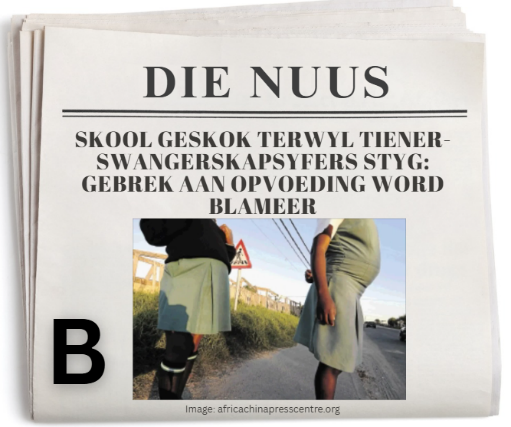 DIE NUUS
SKOOL GESKOK TERWYL TIENER-
SWANGERSKAPSYFERS STYG:
GEBREK AAN OPVOEDING WORD
BLAMEER
B
Image: africachinapresscentre.org